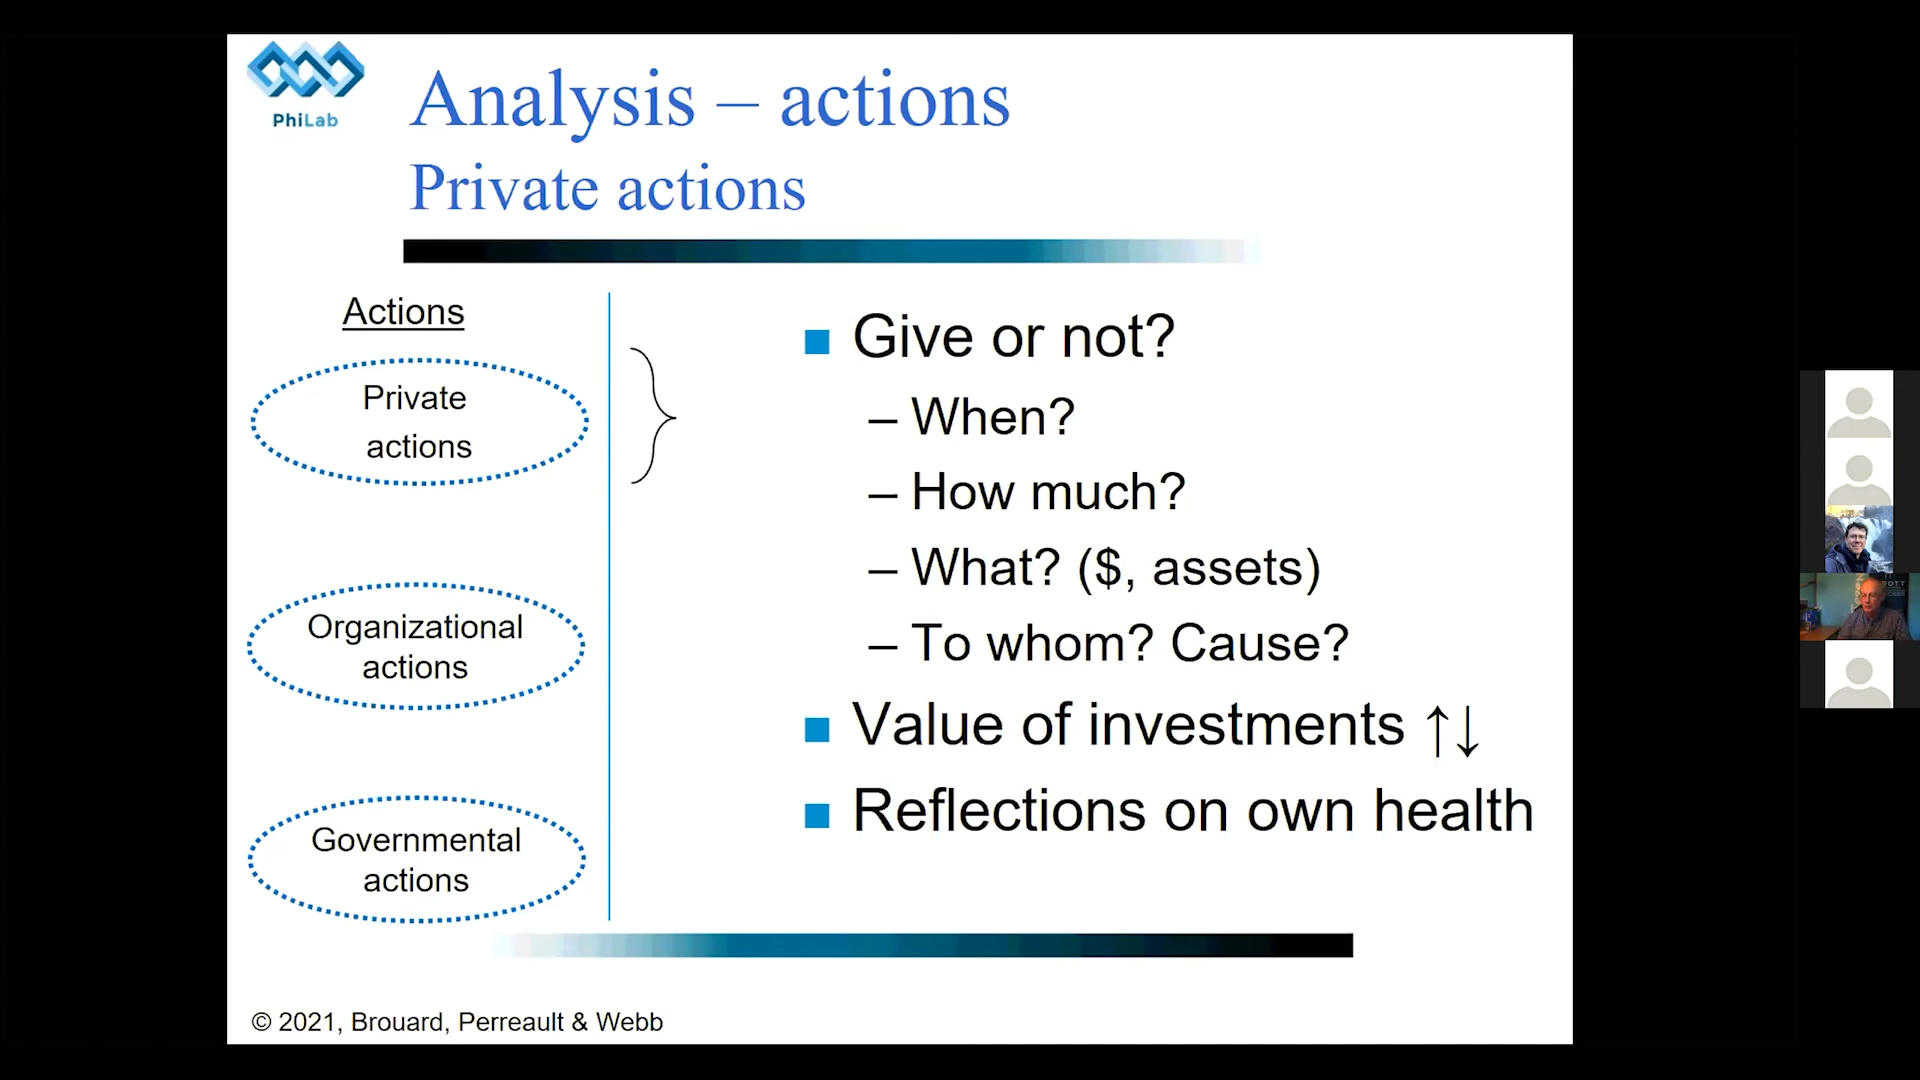 PhiLab
Analysis – actions
Private actions
Actions
Private
actions
Organizational
actions
Governmental
actions
■ Give or not?
– When?
– How much?
– What? ($, assets)
– To whom? Cause?
■ Value of investments ↑↓
■ Reflections on own health
© 2021, Brouard, Perreault & Webb